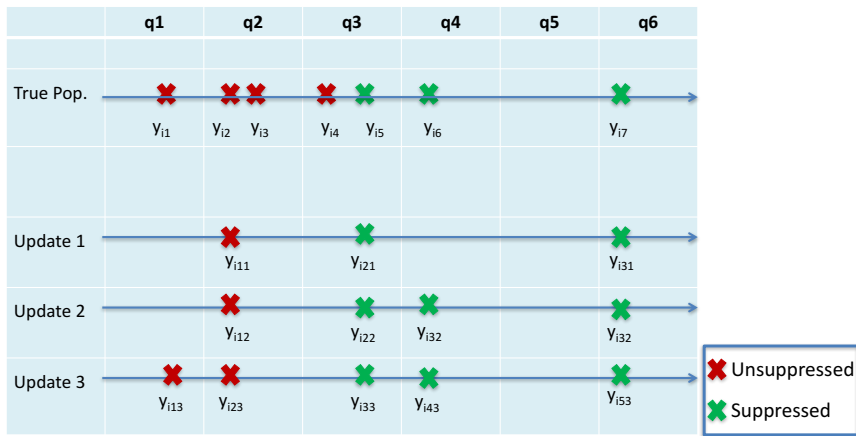 q1 q2 q3 q4 q5 q6
True Pop.
yi1 yi2 yi3 yi4 yi5 yi6 yi7
Update 1
yi11 yi21 yi31
Update 2
yi12 yi22 yi32 yi32
Update 3
yi13 yi23 yi33 yi43 yi53
Unsuppressed
Suppressed